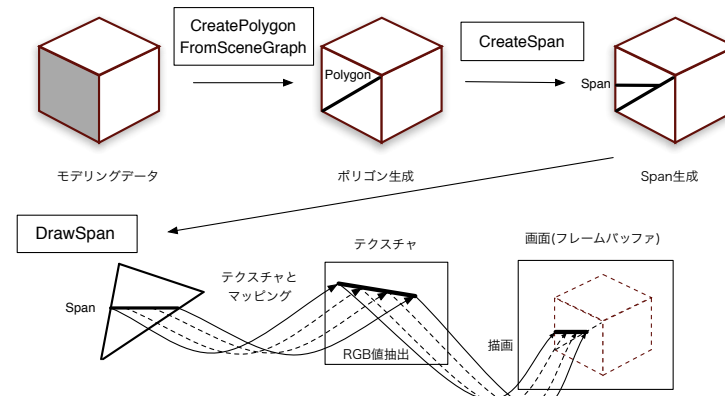 CreatePolygon
FromSceneGraph
CreateSpan
Polygon
Span
モデリングデータ
ポリゴン生成
Span生成
DrawSpan
テクスチャ
画面(フレームバッファ)
テクスチャと
マッピング
Span
描画
RGB値抽出